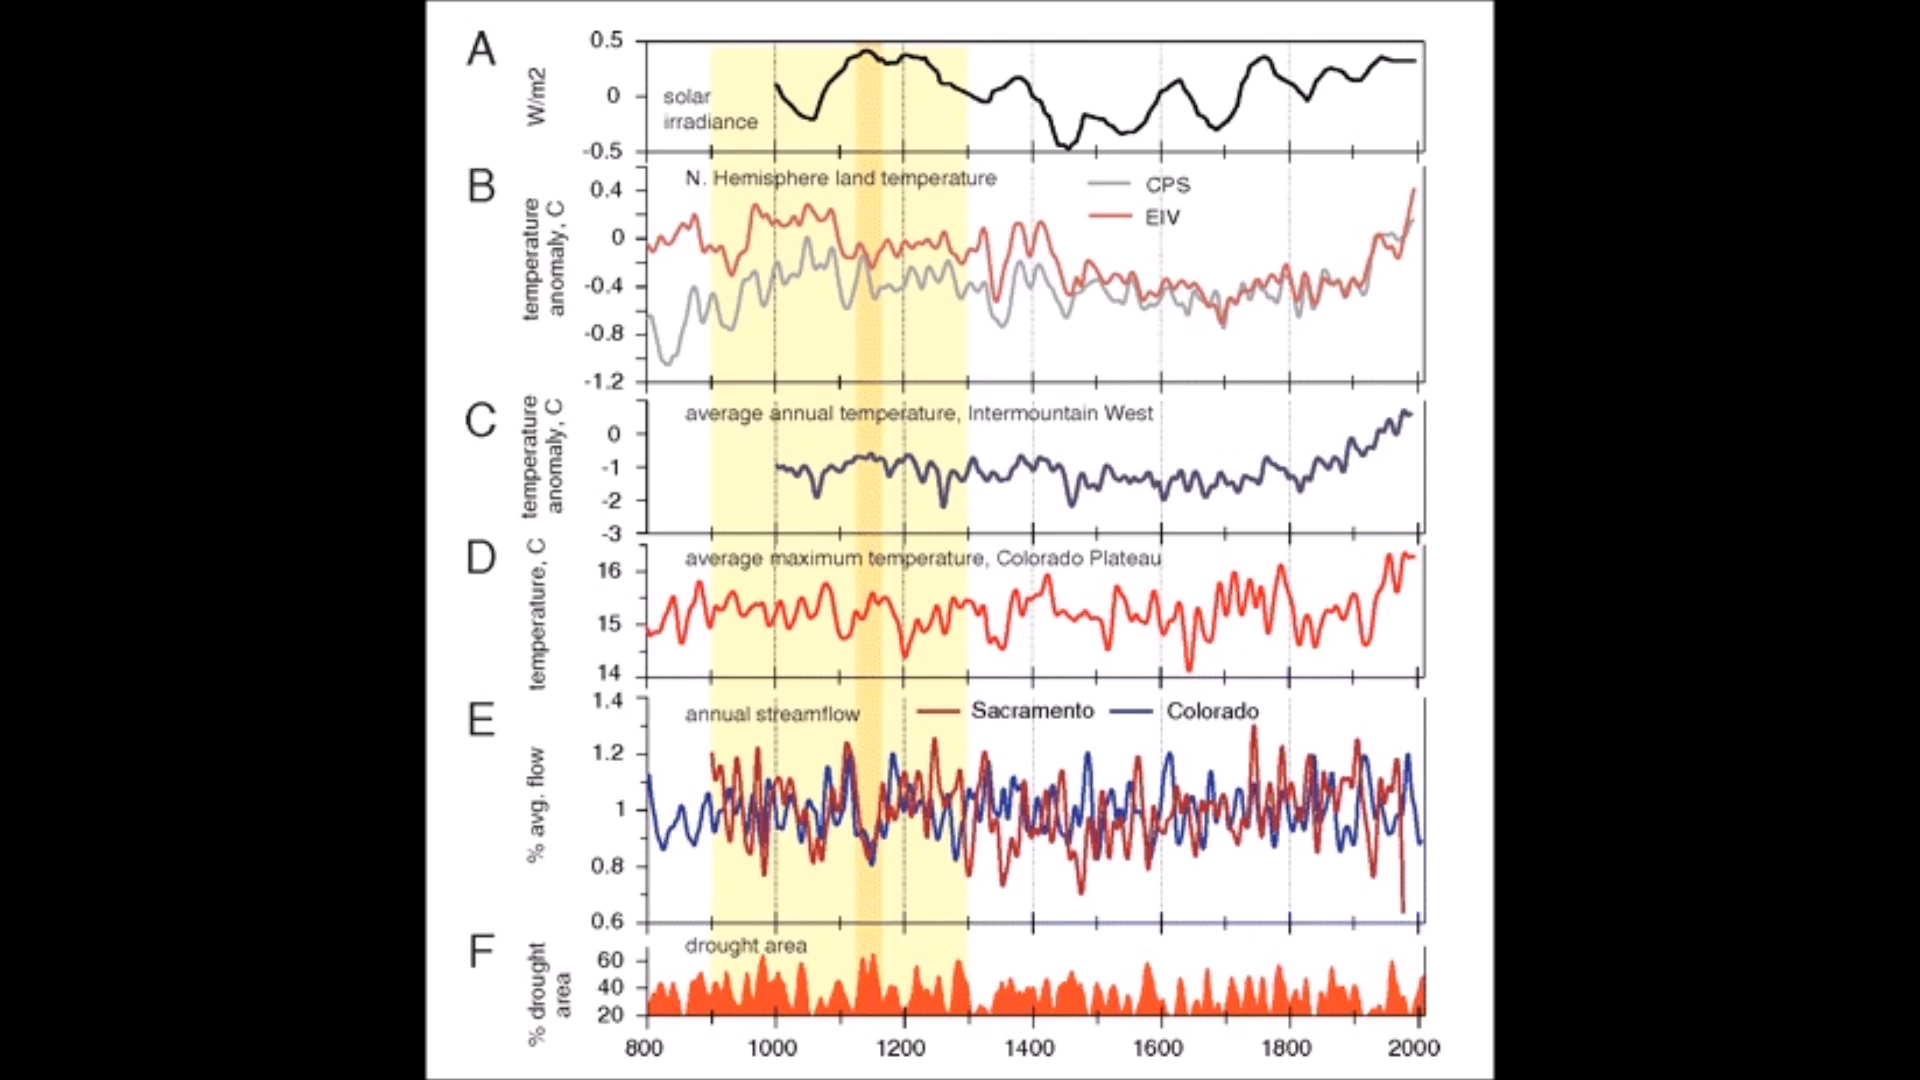 A
W/m2
0.5
0
-0.5
solar
irradiance
B
temperature
anomaly, C
0.4
0
-0.4
-0.8
-1.2
N. Hemisphere land temperature
CPS
EIV
C
temperature
anomaly, C
0
-1
-2
-3
average annual temperature, Intermountain West
D
temperature, C
16
15
14
average maximum temperature, Colorado Plateau
E
% avg. flow
1.4
1.2
1
0.8
0.6
annual streamflow
Sacramento
Colorado
F
% drought
area
60
40
20
drought area
800 1000 1200 1400 1600 1800 2000